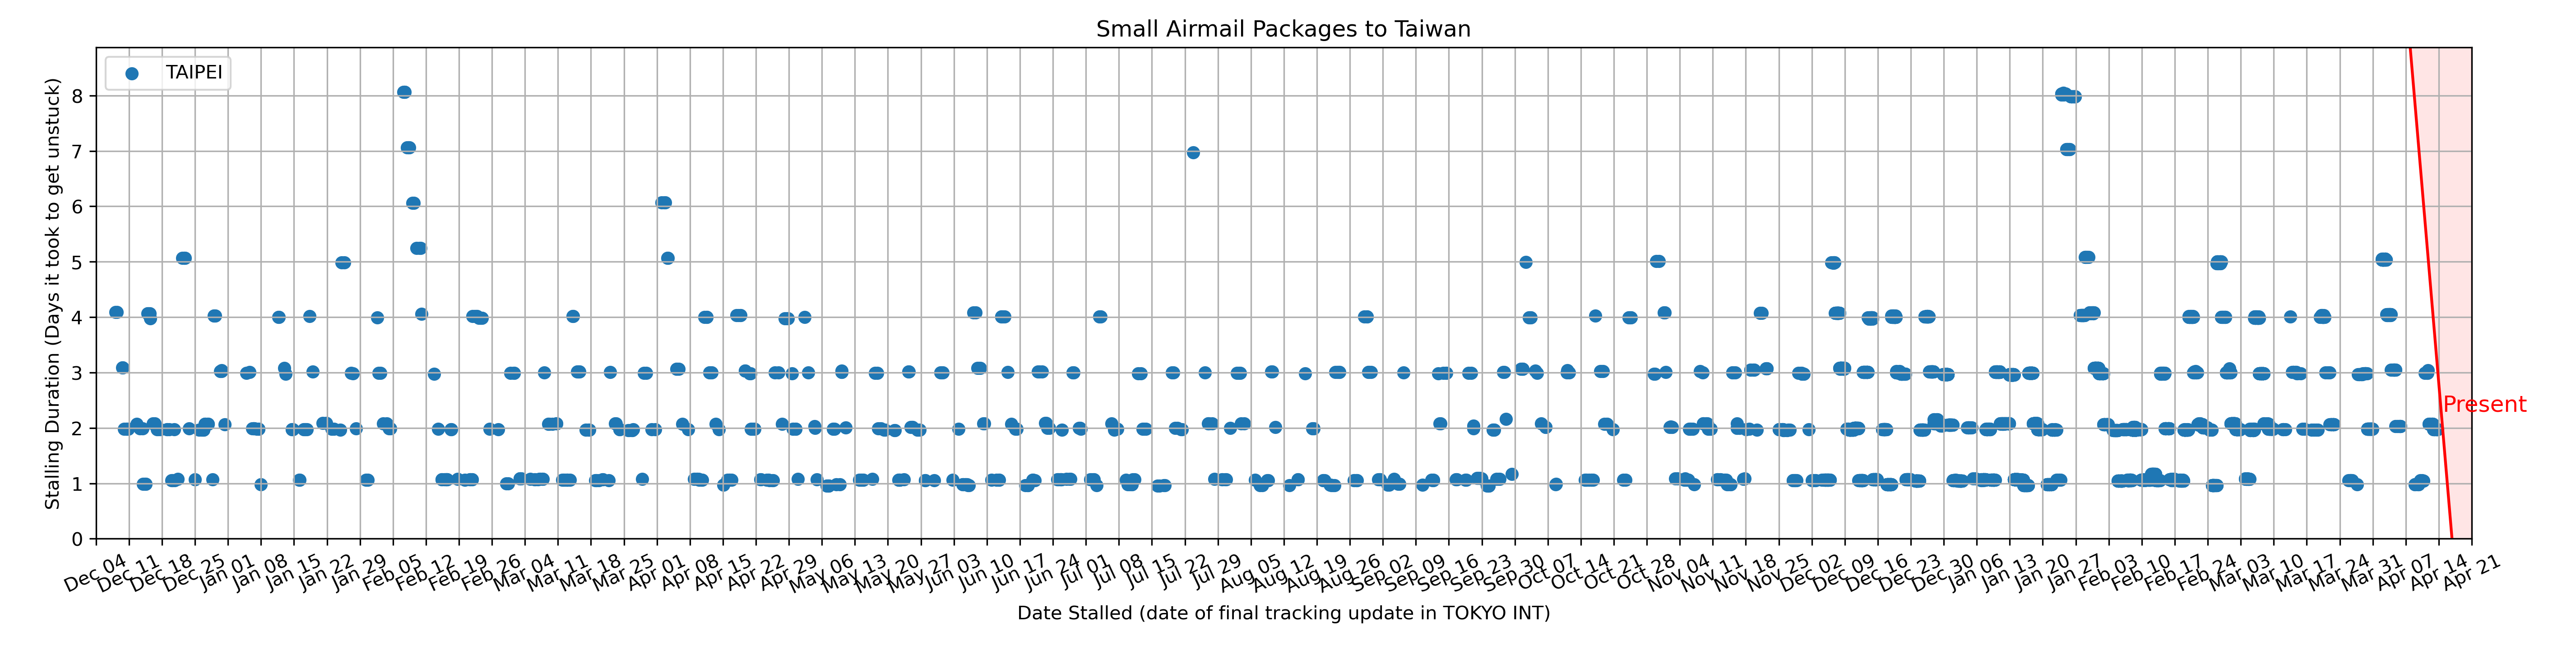 Small Airmail Packages to Taiwan
TAIPEI
Stalling Duration (Days it took to get unstuck)
8
7
6
5
4
3
2
1
0
Present
Dec 04 Dec 11 Dec 18 Dec 25 Jan 01 Jan 08 Jan 15 Jan 22 Jan 29 Feb 05 Feb 12 Feb 19 Feb 26 Mar 04 Mar 11 Mar 18 Mar 25 Apr 01 Apr 08 Apr 15 Apr 22 Apr 29 May 06 May 13 May 20 May 27 Jun 03 Jun 10 Jun 17 Jun 24 Jul 01 Jul 08 Jul 15 Jul 22 Jul 29 Aug 05 Aug 12 Aug 19 Aug 26 Sep 02 Sep 09 Sep 16 Sep 23 Sep 30 Oct 07 Oct 14 Oct 21 Oct 28 Nov 04 Nov 11 Nov 18 Nov 25 Dec 02 Dec 09 Dec 16 Dec 23 Dec 30 Jan 06 Jan 13 Jan 20 Jan 27 Feb 03 Feb 10 Feb 17 Feb 24 Mar 03 Mar 10 Mar 17 Mar 24 Mar 31 Apr 07 Apr 14 Apr 21
Date Stalled (date of final tracking update in TOKYO INT)